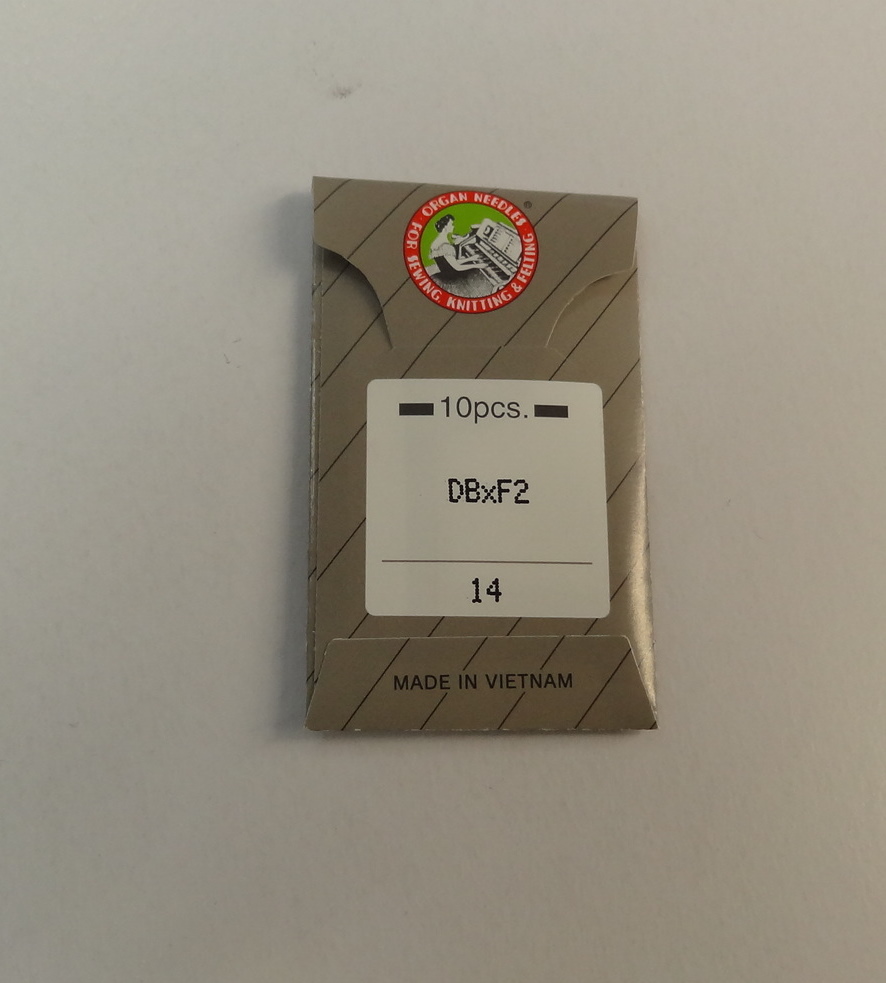 ORGAN NEEDLES ®
FOR SEWING, KNITTING & FELTING
10pcs.
DBxF2
14
MADE IN VIETNAM